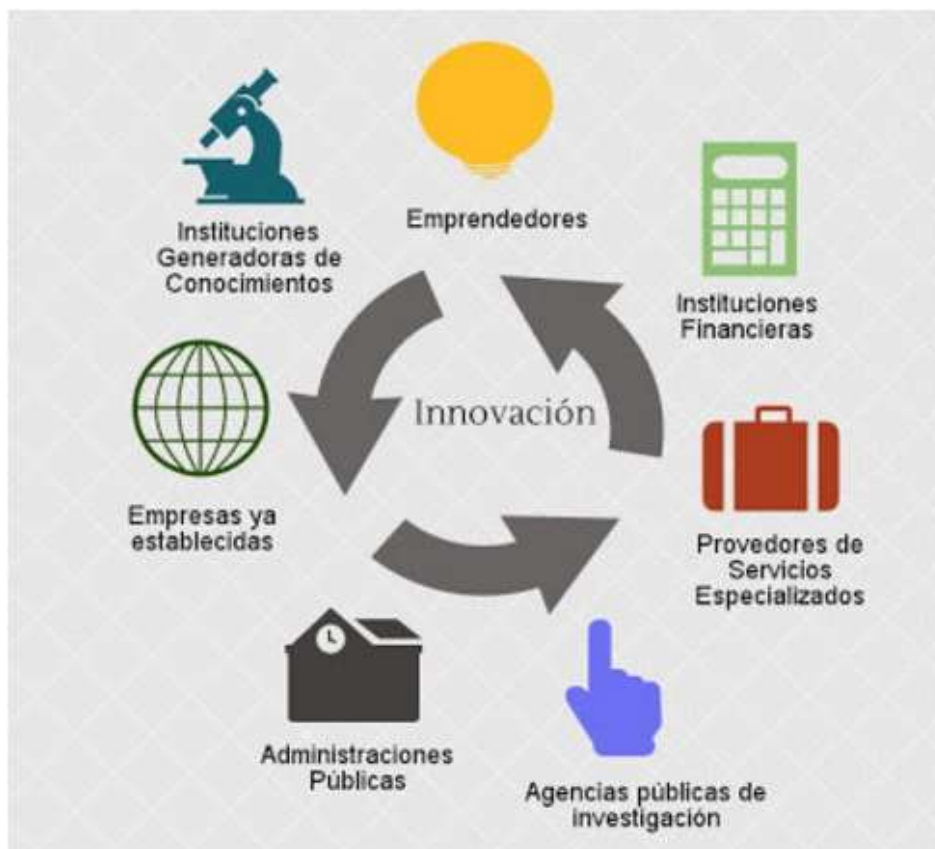 Emprendedores
Instituciones
Generadoras de
Conocimientos
Instituciones
Financieras
Innovación
Empresas ya
establecidas
Provedores de
Servicios
Especializados
Administraciones
Públicas
Agencias públicas de
investigación